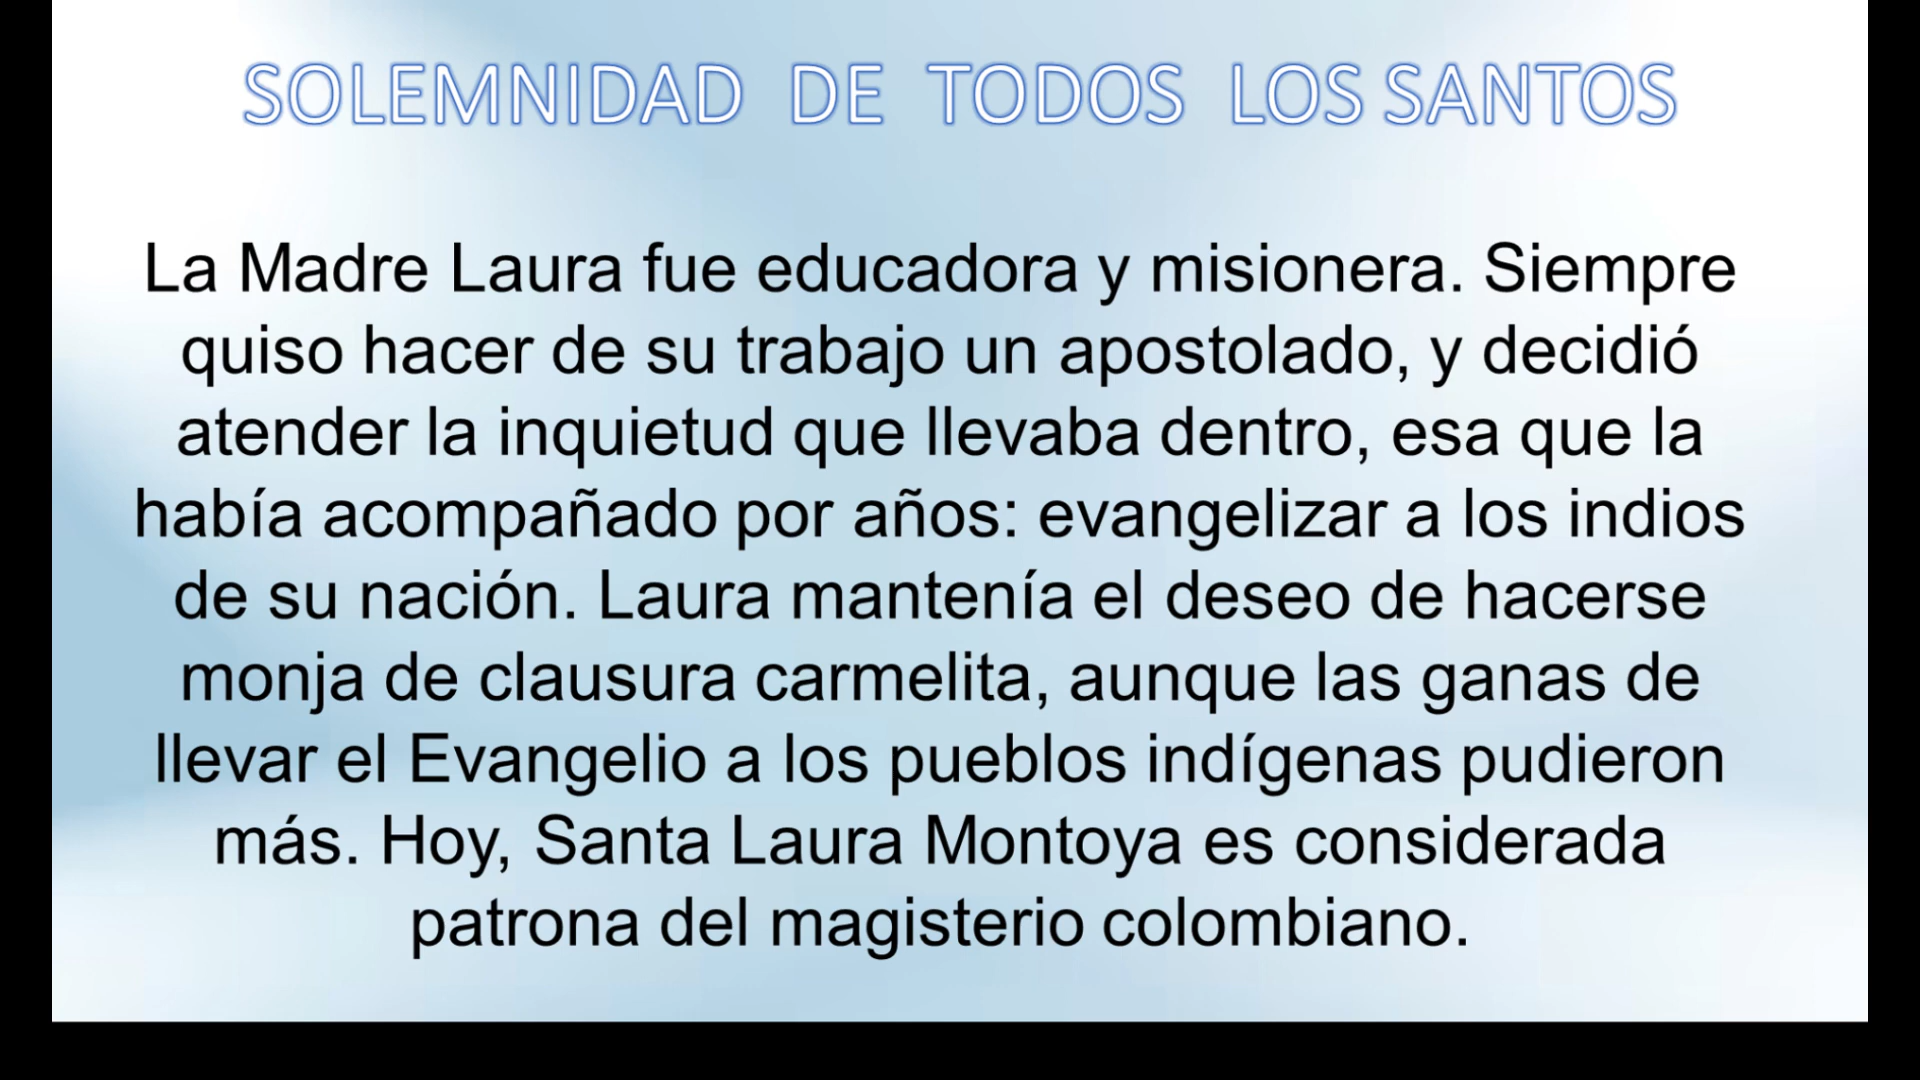 SOLEMNIDAD DE TODOS LOS SANTOS
La Madre Laura fue educadora y misionera. Siempre
quiso hacer de su trabajo un apostolado, y decidió
atender la inquietud que llevaba dentro, esa que la
había acompañado por años: evangelizar a los indios
de su nación. Laura mantenía el deseo de hacerse
monja de clausura carmelita, aunque las ganas de
llevar el Evangelio a los pueblos indígenas pudieron
más. Hoy, Santa Laura Montoya es considerada
patrona del magisterio colombiano.